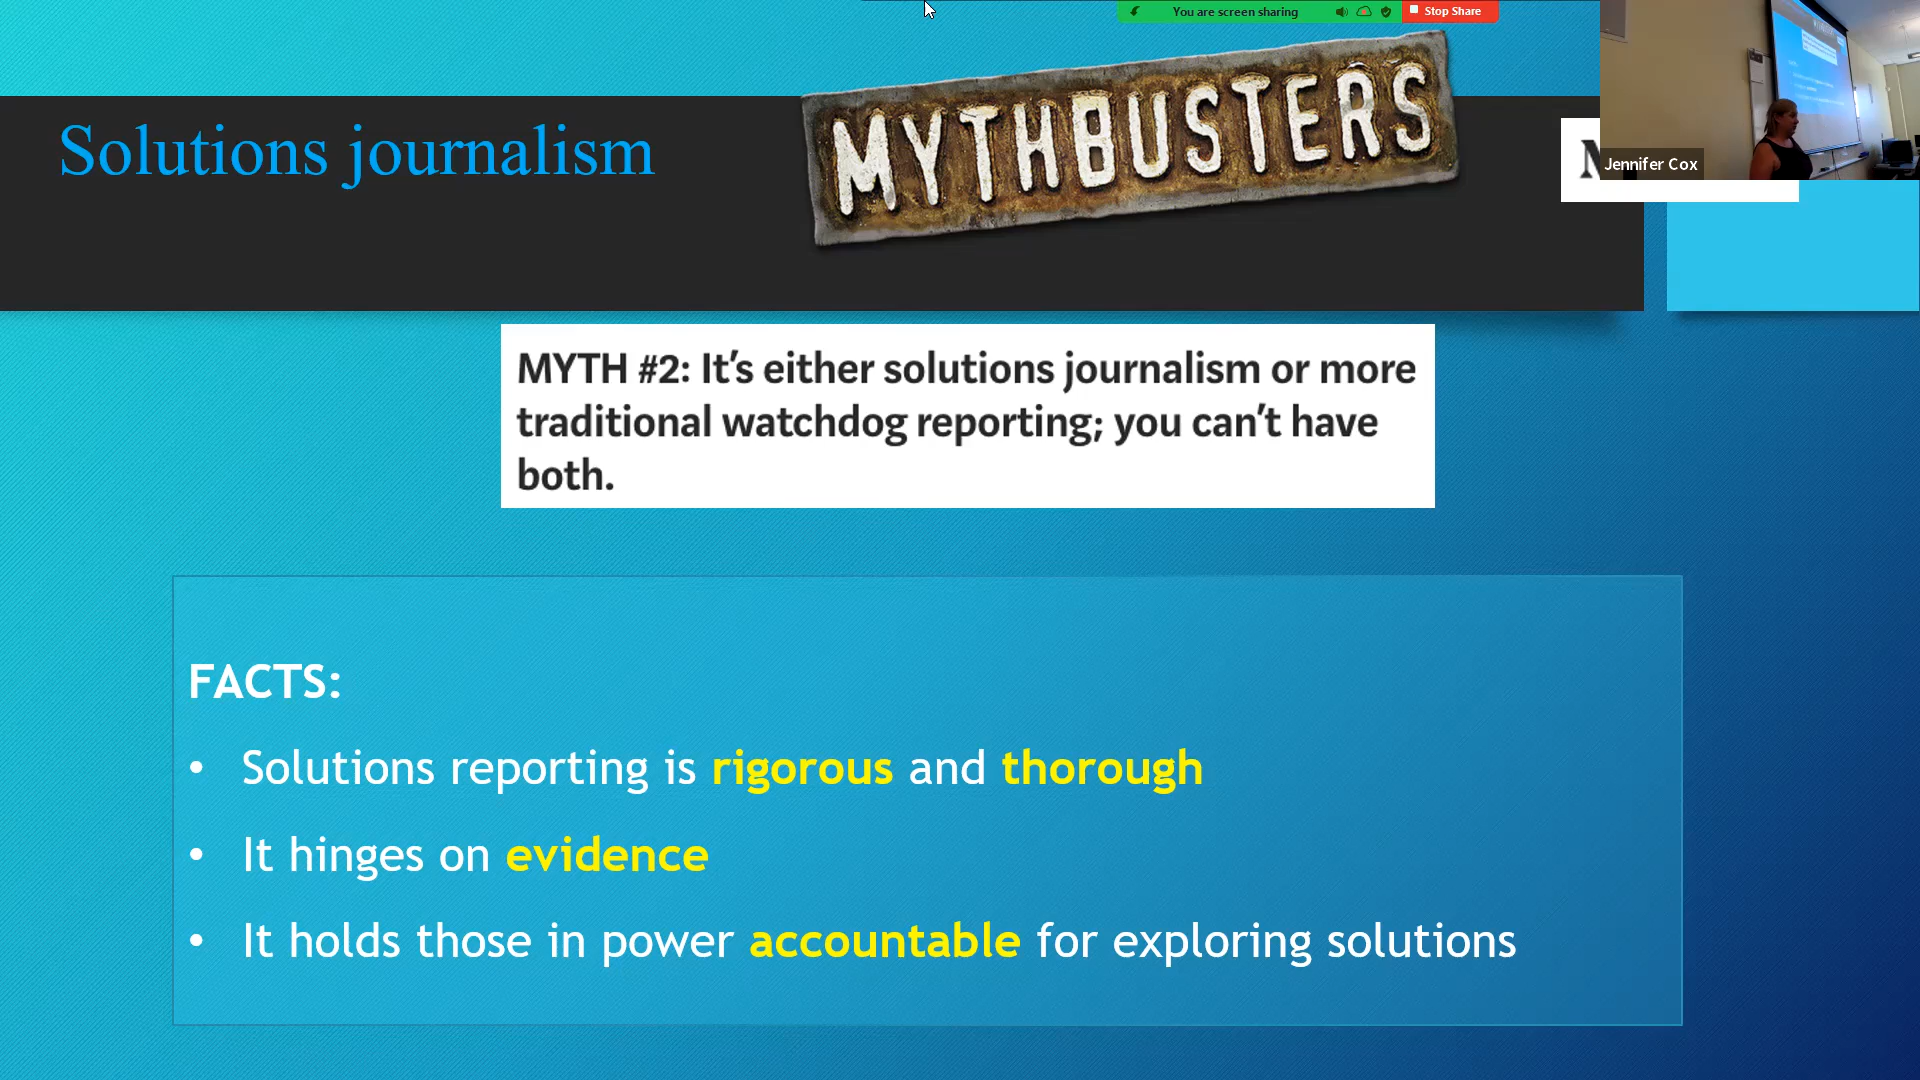 You are screen sharing
Stop Share
Solutions journalism
MYTHBUSTERS
Jennifer Cox
MYTH #2: It's either solutions journalism or more
traditional watchdog reporting; you can't have
both.
FACTS:
• Solutions reporting is rigorous and thorough
• It hinges on evidence
• It holds those in power accountable for exploring solutions